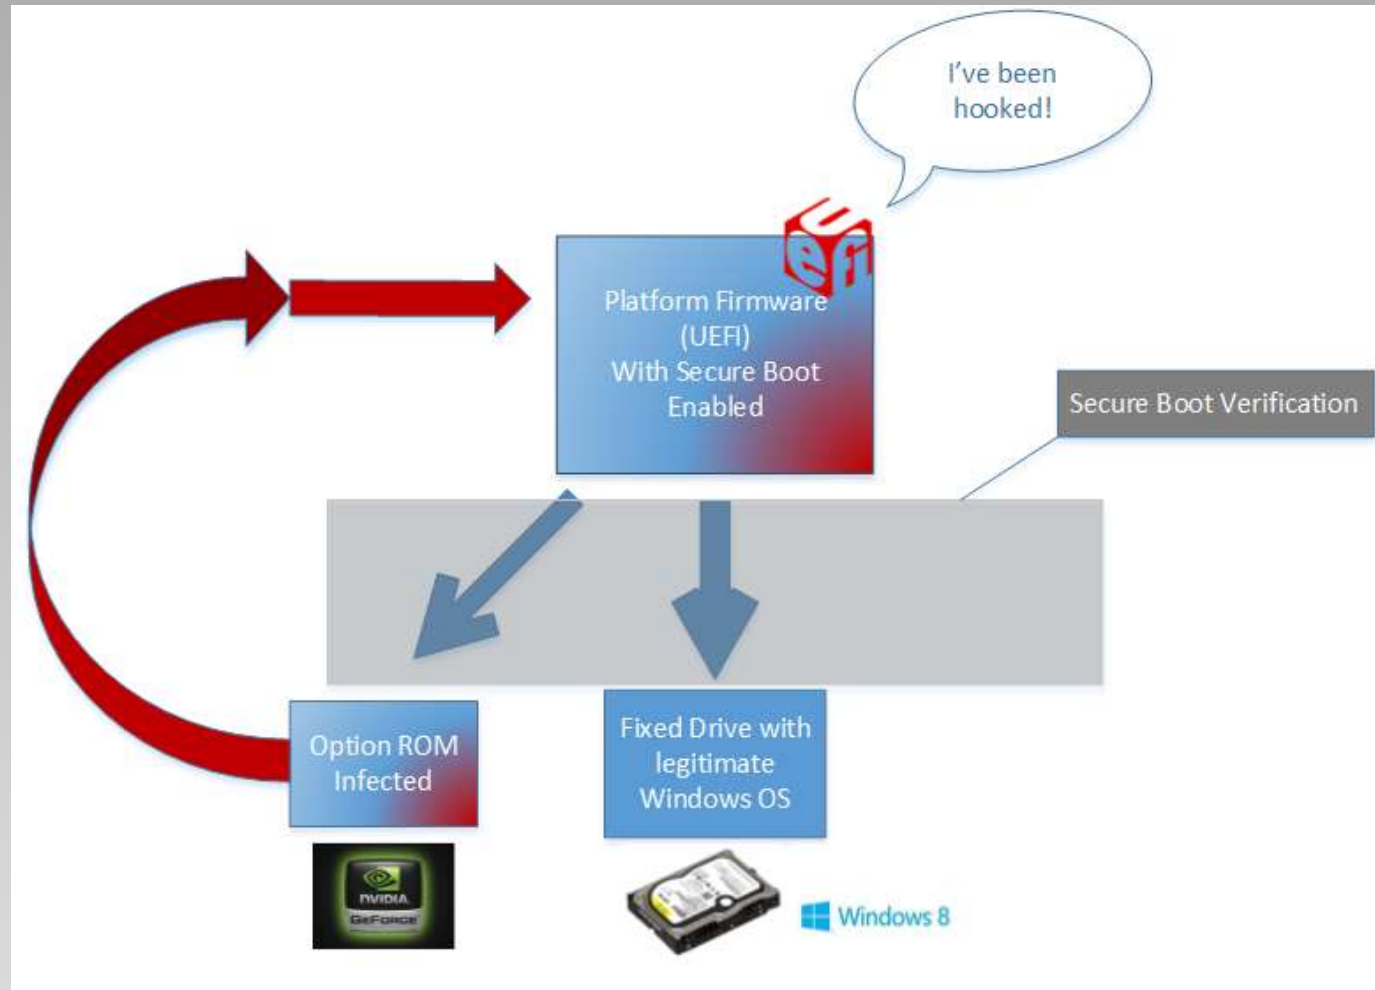 I've been
hooked!
uefi
Platform Firmware
(UEFI)
With Secure Boot
Enabled
Secure Boot Verification
Option ROM
Infected
Fixed Drive with
legitimate
Windows OS
NVIDIA
GEFORCE
Windows 8